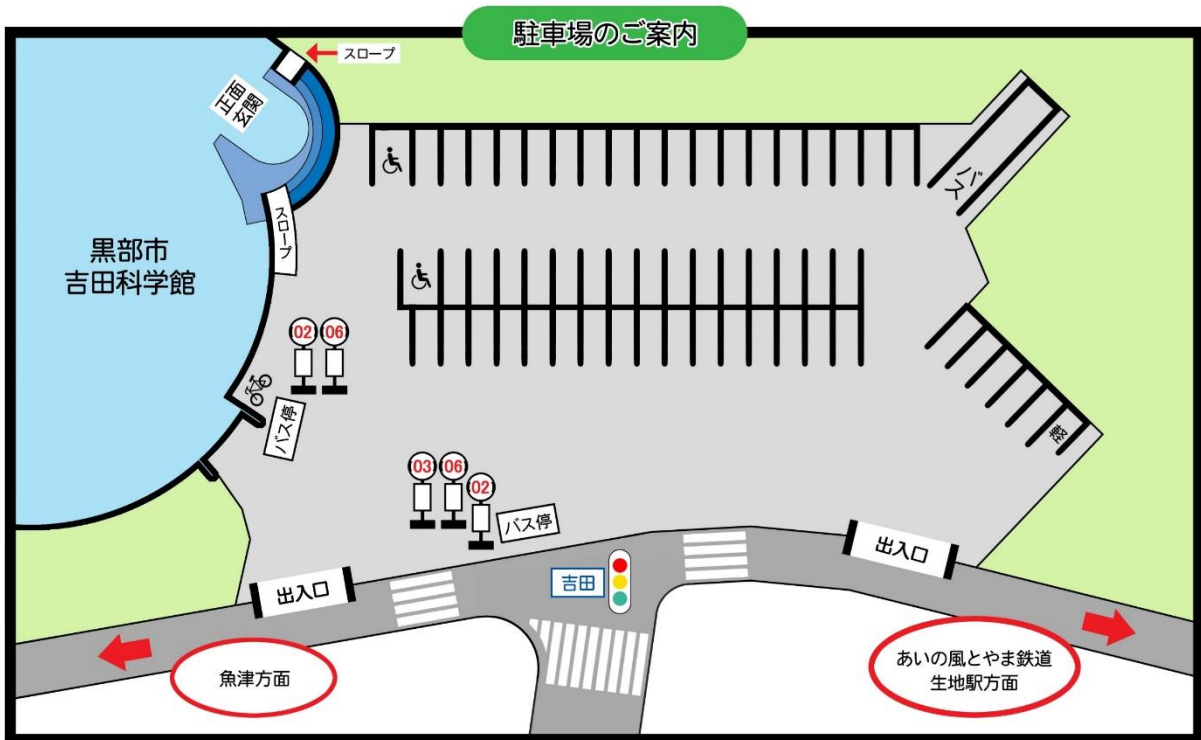 駐車場のご案内
スロープ
正面
玄関
バス
スロープ
黒部市
吉田科学館
02
06
バス停
軽
03
06
02
バス停
出入口
吉田
出入口
魚津方面
あいの風とやま鉄道
生地駅方面